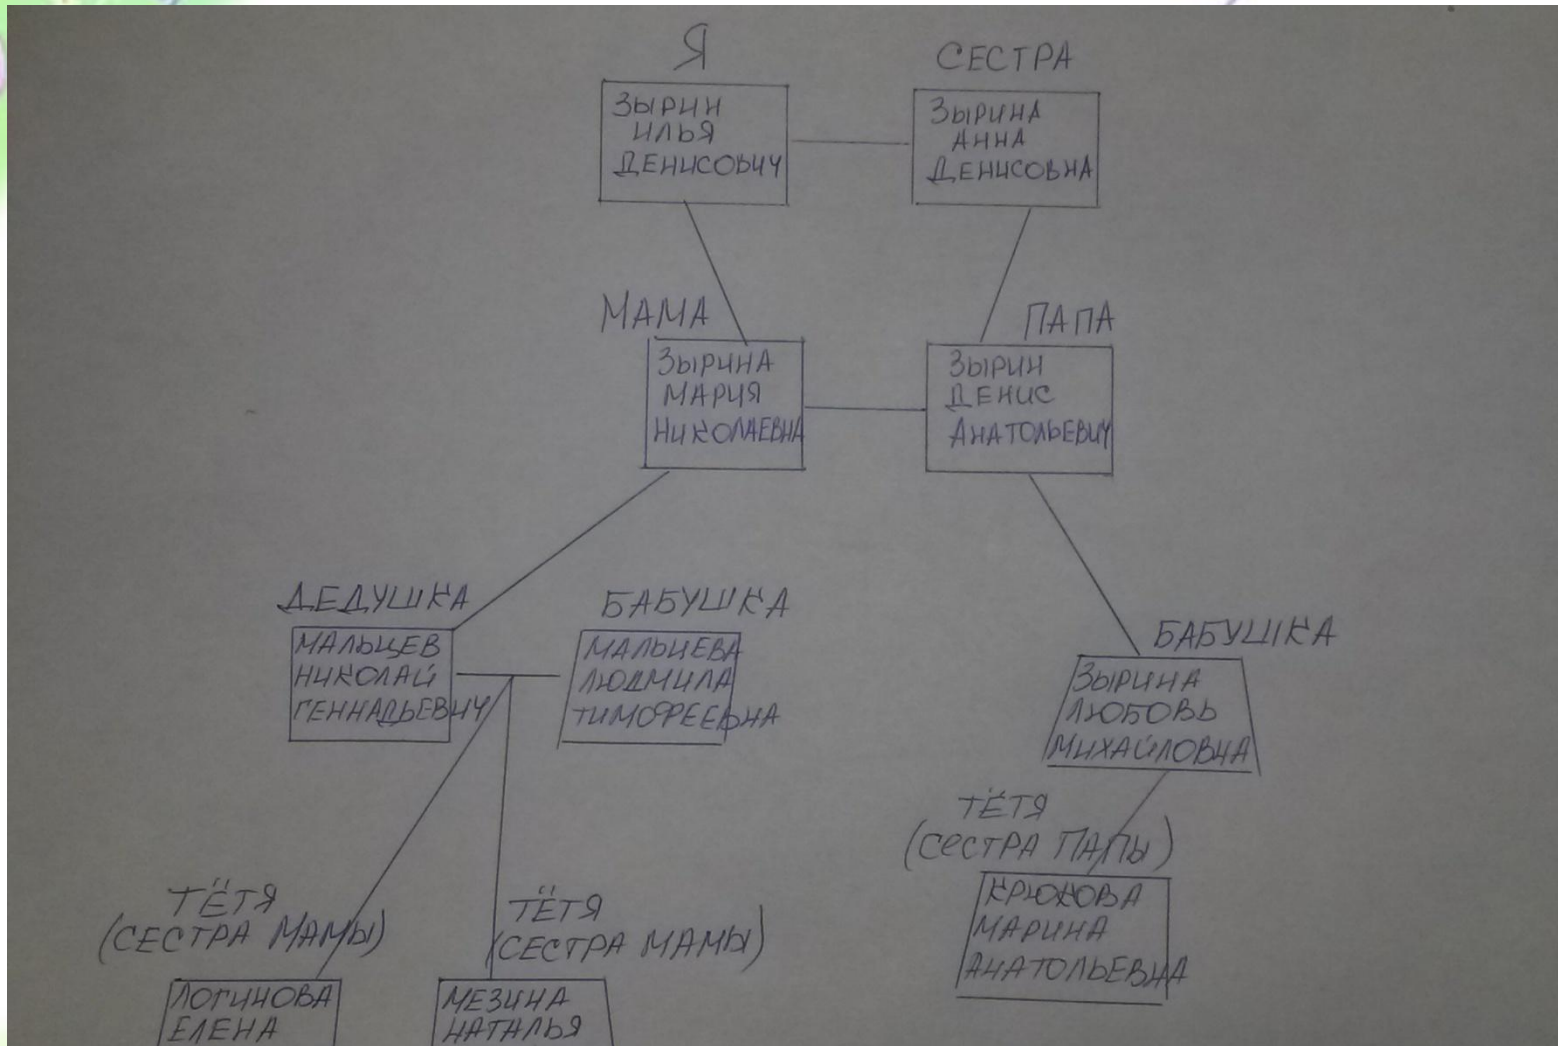 Я
ЗЫРИН
ИЛЬЯ
ДЕНИСОВИЧ
СЕСТРА
ЗЫРИНА
АННА
ДЕНИСОВНА
МАМА
ЗЫРИНА
МАРИЯ
НИКОЛАЕВНА
ПАПА
ЗЫРИН
ДЕНИС
АНАТОЛЬЕВИЧ
ДЕДУШКА
МАЛЬЦЕВ
НИКОЛАЙ
ГЕННАДЬЕВИЧ
БАБУШКА
МАЛЬЦЕВА
ЛЮДМИЛА
ТИМОФЕЕВНА
БАБУШКА
ЗЫРИНА
ЛЮБОВЬ
МИХАЙЛОВНА
ТЁТЯ
(СЕСТРА МАМЫ)
ЛОГИНОВА
ЕЛЕНА
ТЁТЯ
(СЕСТРА МАМЫ)
МЕЗИНА
НАТАЛЬЯ
ТЁТЯ
(СЕСТРА ПАПЫ)
КРЮКОВА
МАРИНА
АНАТОЛЬЕВНА